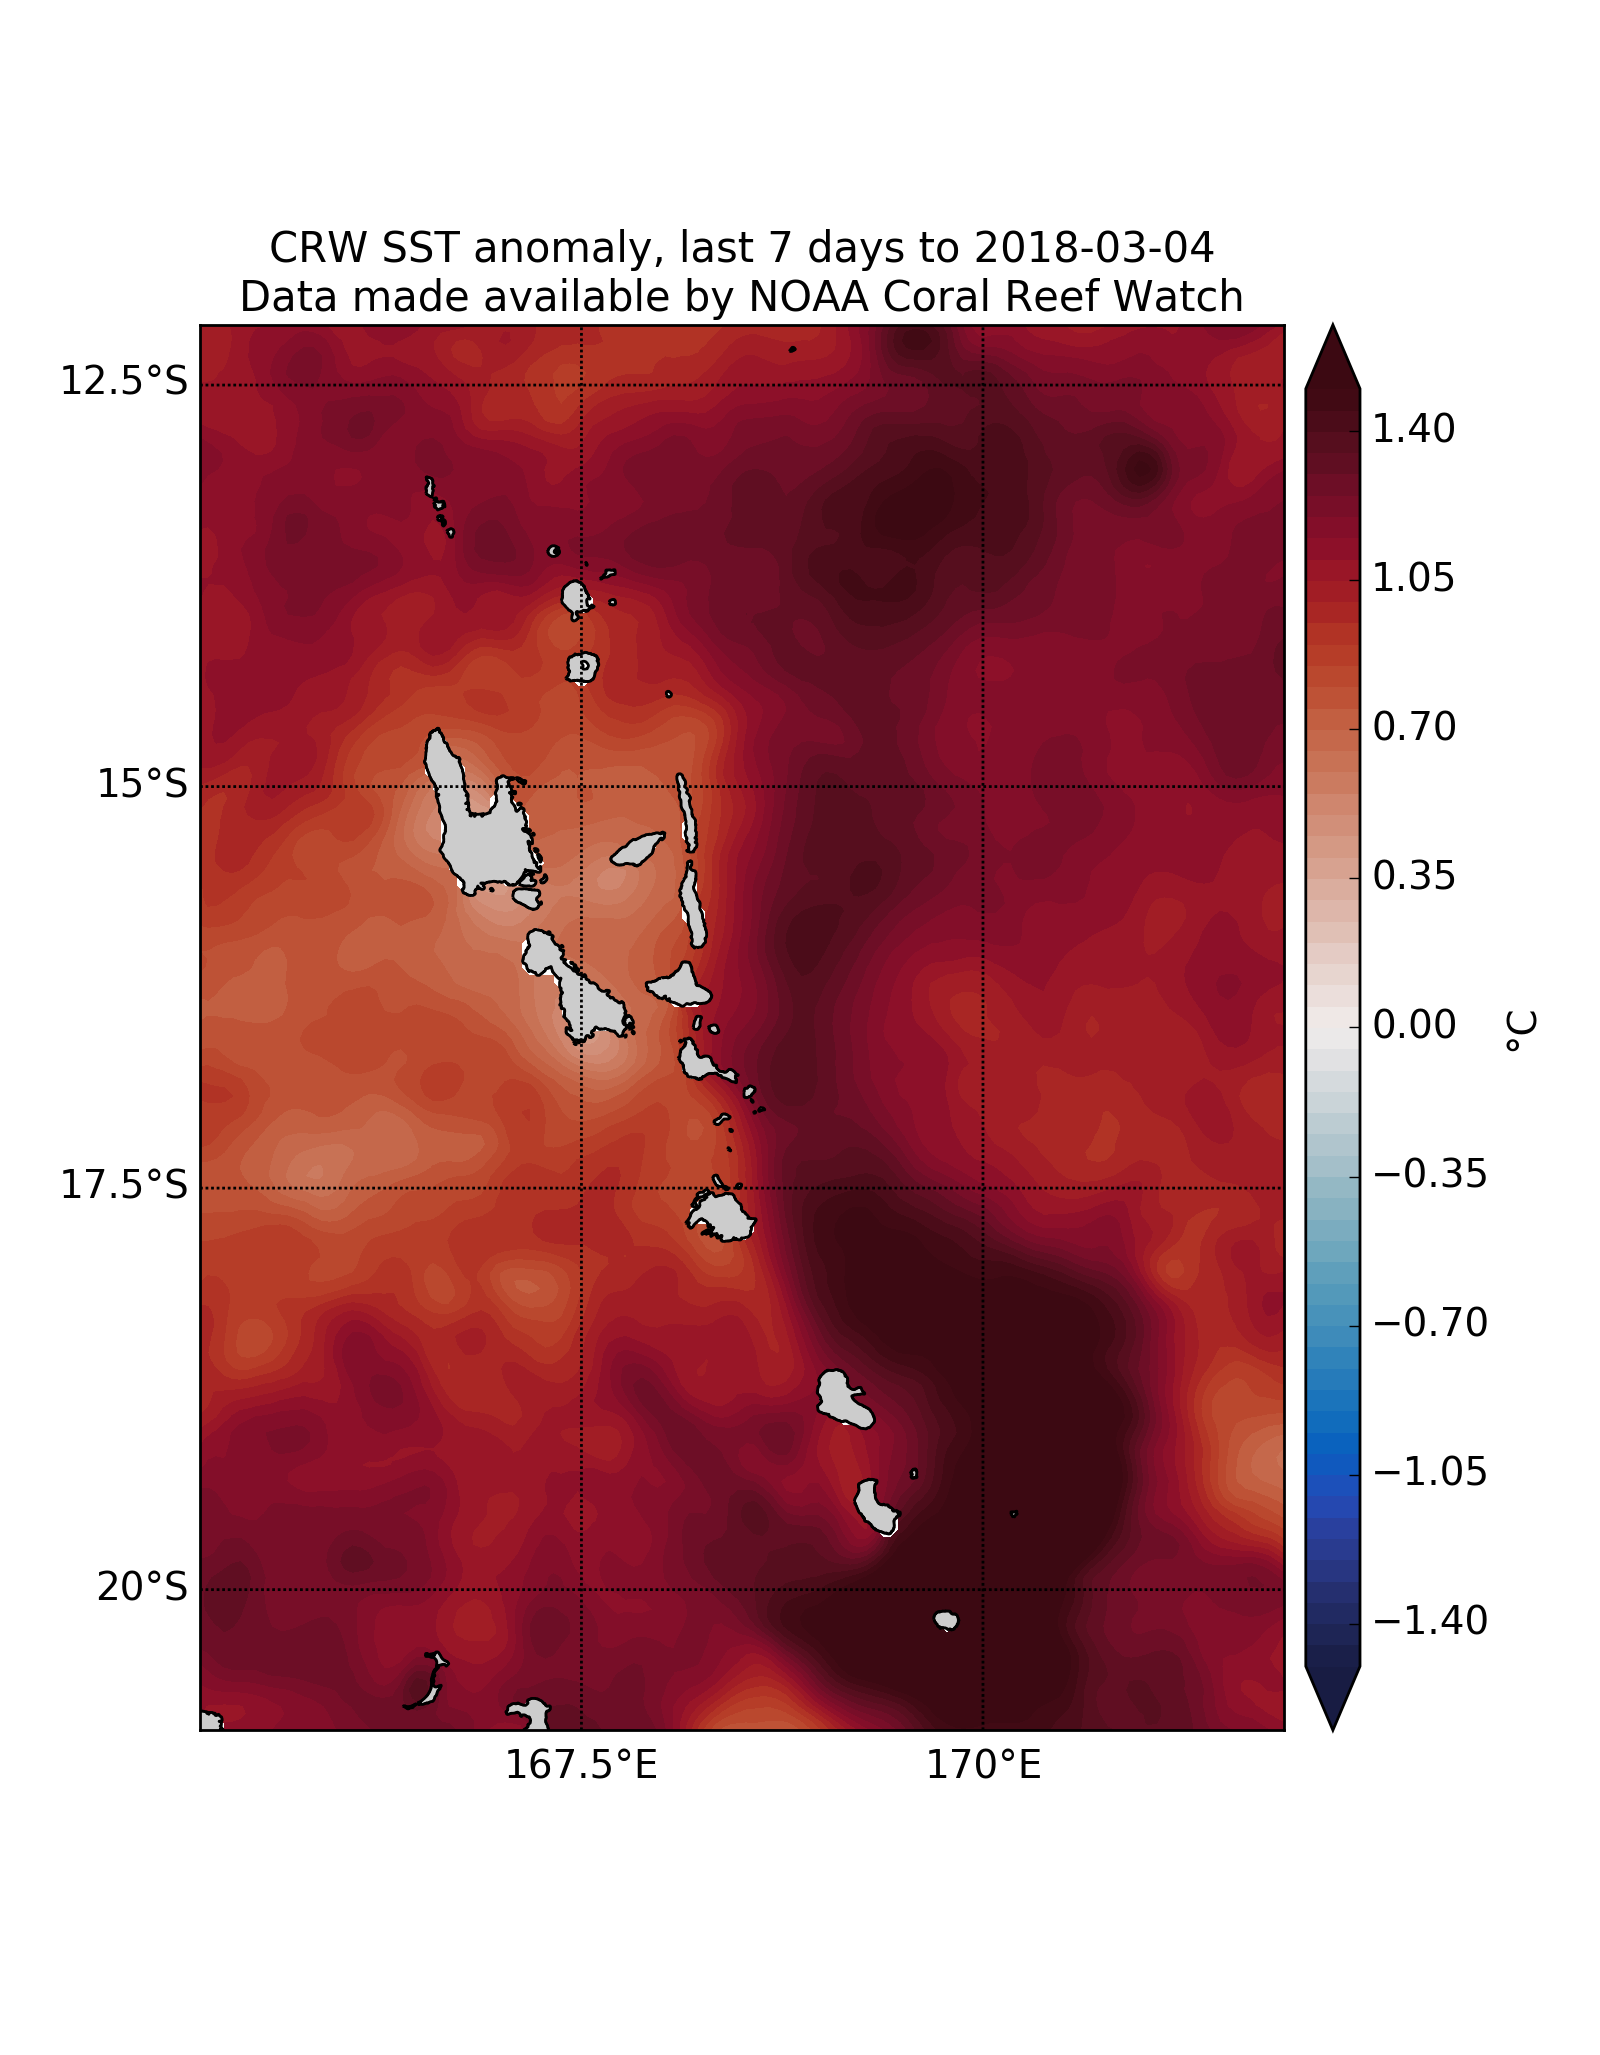 CRW SST anomaly, last 7 days to 2018-03-04
Data made available by NOAA Coral Reef Watch
12.5°S
15°S
17.5°S
20°S
167.5°E
170°E
1.40
1.05
0.70
0.35
0.00
−0.35
−0.70
−1.05
−1.40
°C